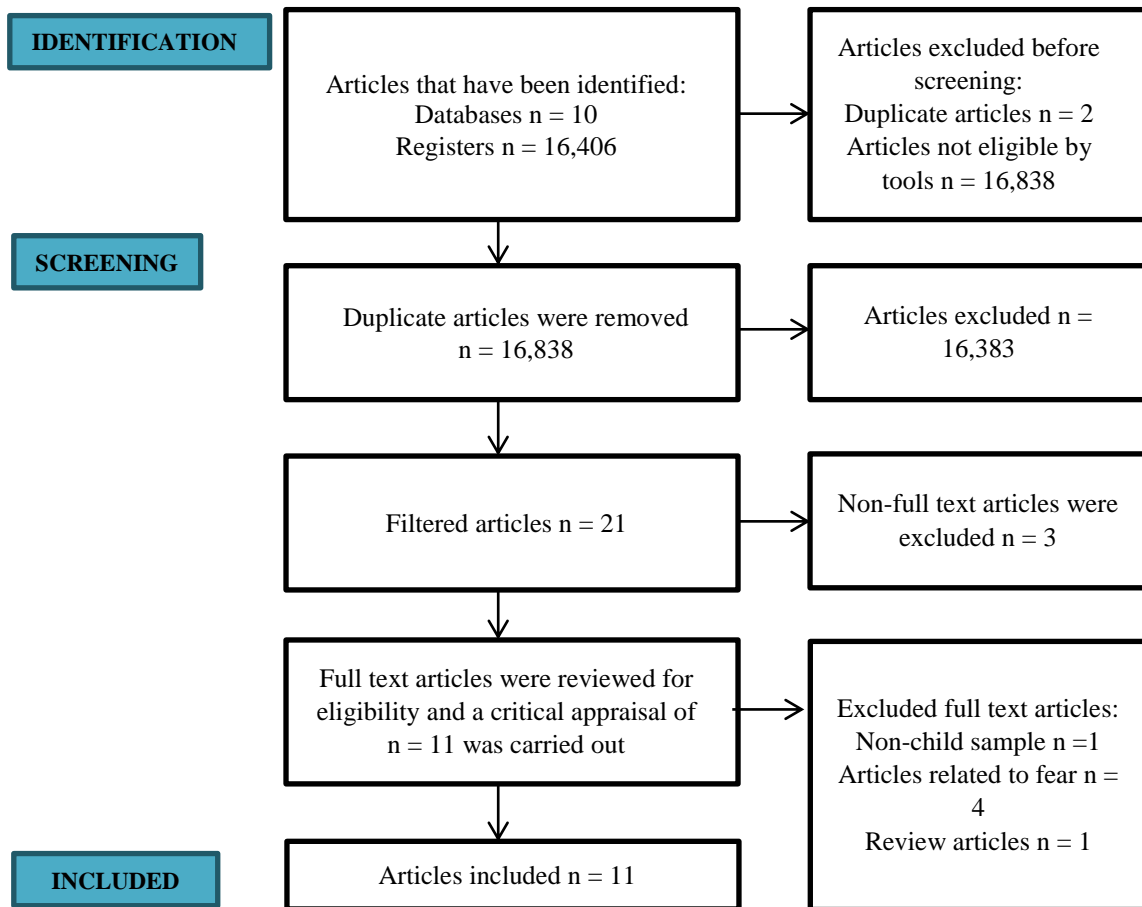 IDENTIFICATION
Articles that have been identified:
Databases n = 10
Registers n = 16,406
Articles excluded before
screening:
Duplicate articles n = 2
Articles not eligible by
tools n = 16,838
SCREENING
Duplicate articles were removed
n = 16,838
Articles excluded n =
16,383
Filtered articles n = 21
Non-full text articles were
excluded n = 3
Full text articles were reviewed for
eligibility and a critical appraisal of
n = 11 was carried out
Excluded full text articles:
Non-child sample n =1
Articles related to fear n =
4
Review articles n = 1
INCLUDED
Articles included n = 11